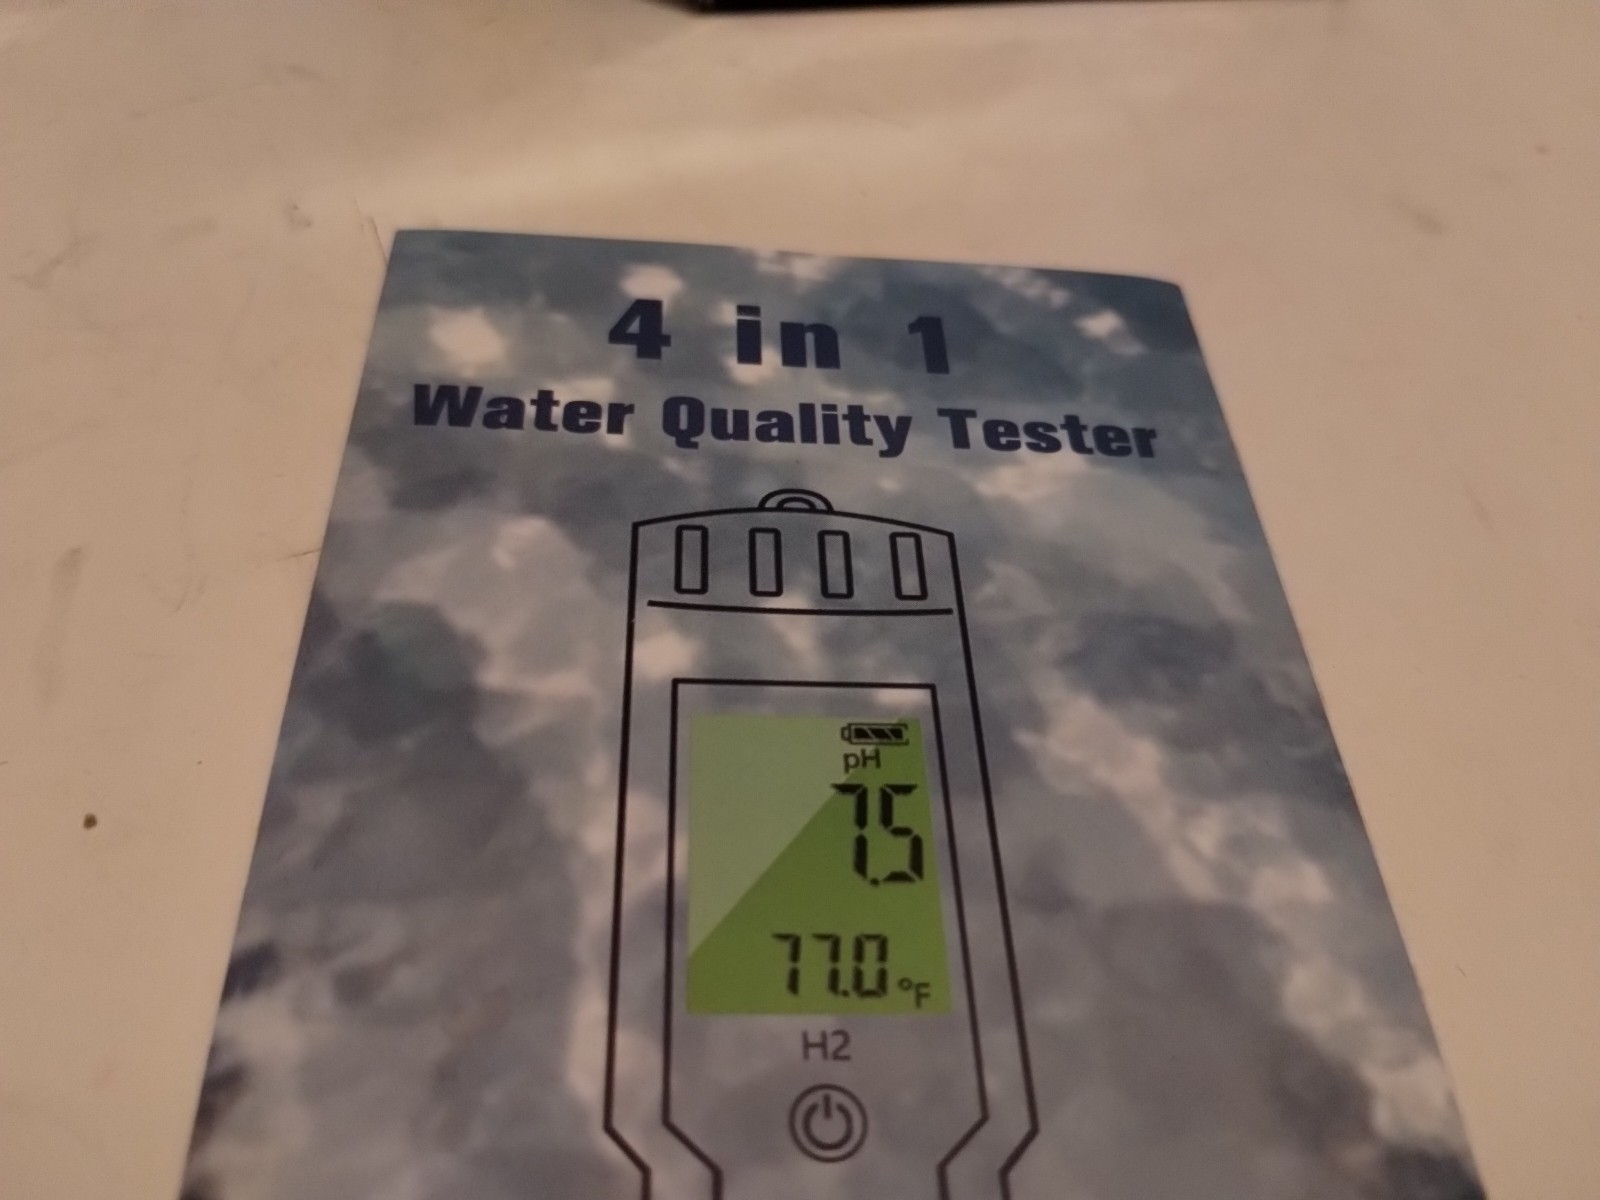 4 in 1
Water Quality Tester
pH
7.5
77.0 °F
H2